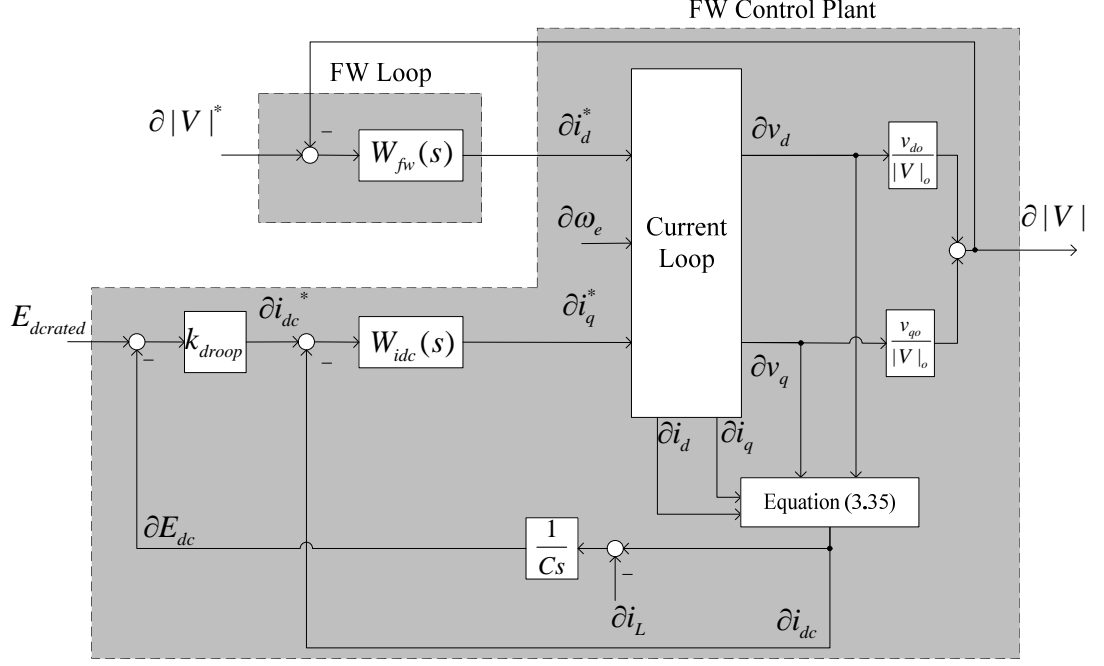 FW Control Plant
FW Loop
∂|V|*
−
W_fw(s)
∂i_d*
∂v_d
v_do
|V|_o
∂ω_e
Current
Loop
∂|V|
E_dcrated
−
k_droop
∂i_dc*
−
W_idc(s)
∂i_q*
∂v_q
v_qo
|V|_o
∂i_d
∂i_q
Equation (3.35)
∂E_dc
1
Cs
−
∂i_L
∂i_dc